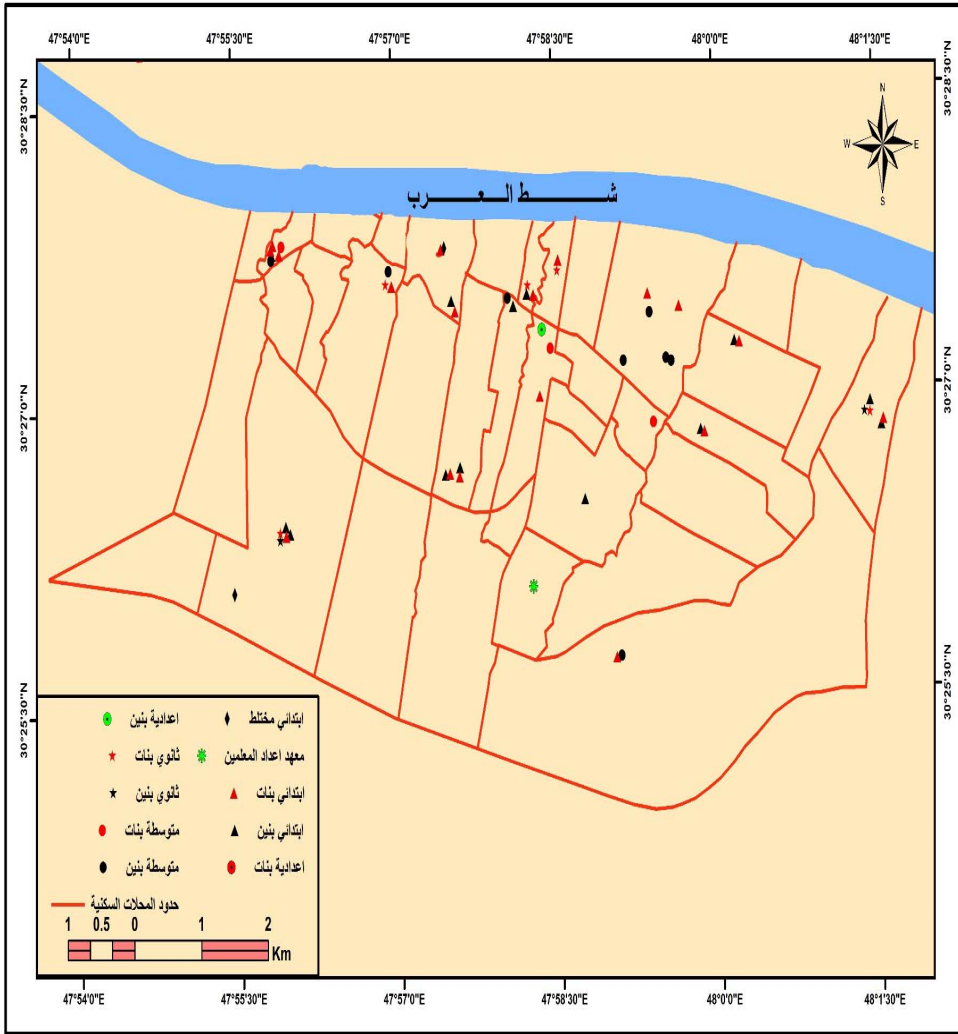 47°54'0"E 47°55'30"E 47°57'0"E 47°58'30"E 48°0'0"E 48°1'30"E
30°28'30"N 30°28'30"N
N
W E
S
شـــط الـــعـــرب
30°27'0"N 30°27'0"N
30°25'30"N 30°25'30"N
ابتدائي مختلط اعدادية بنين
معهد اعداد المعلمين ثانوي بنات
ابتدائي بنات ثانوي بنين
ابتدائي بنين متوسطة بنات
اعدادية بنات متوسطة بنين
حدود المحلات السكنية
1 0.5 0 1 2
Km
47°54'0"E 47°55'30"E 47°57'0"E 47°58'30"E 48°0'0"E 48°1'30"E